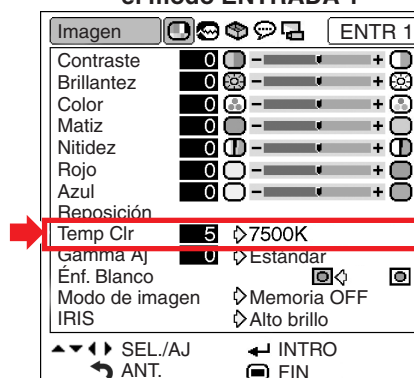 el modo ENTRADA 1
Imagen ENTR 1
Contraste 0 - +
Brillantez 0 - +
Color 0 - +
Matiz 0 - +
Nitidez 0 - +
Rojo 0 - +
Azul 0 - +
Reposición
Temp Clr 5 7500K
Gamma Aj 0 Estándar
Énf. Blanco
Modo de imagen Memoria OFF
IRIS Alto brillo
SEL./AJ INTRO
ANT. FIN